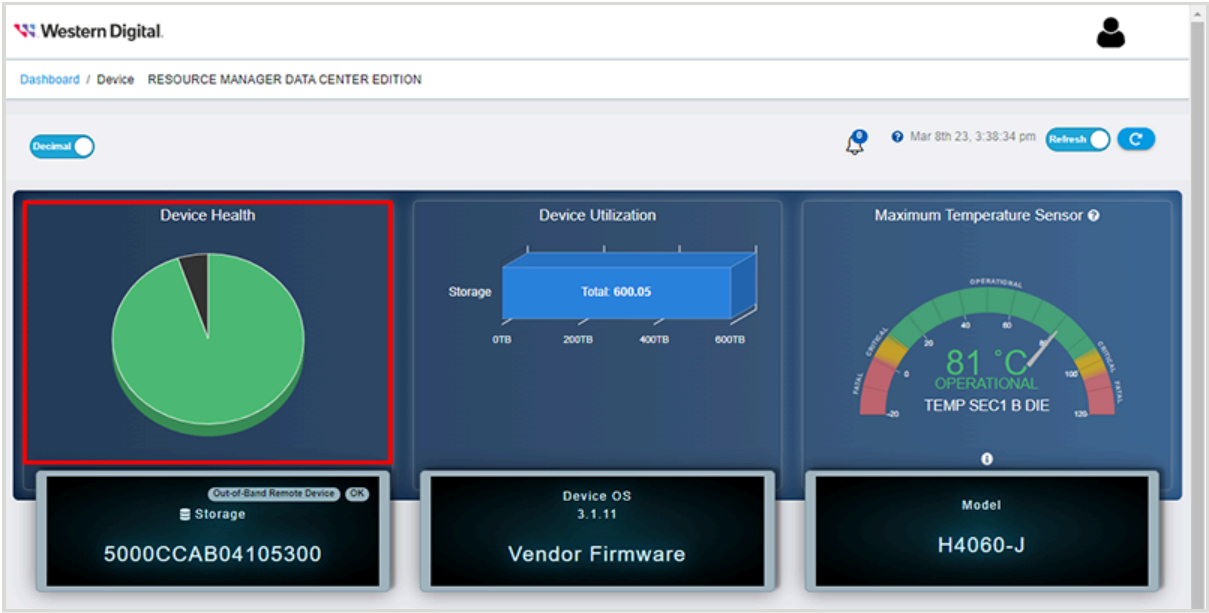 Western Digital.
Dashboard / Device RESOURCE MANAGER DATA CENTER EDITION
Decimal
0
? Mar 8th 23, 3:38:34 pm Refresh
Device Health
Device Utilization
Storage
Total: 600.05
0TB 200TB 400TB 600TB
Maximum Temperature Sensor ?
FATAL CRITICAL OPERATIONAL CRITICAL FATAL
-20 0 20 40 60 80 100 120
81 °C
OPERATIONAL
TEMP SEC1 B DIE
i
Out-of-Band Remote Device OK
Storage
5000CCAB04105300
Device OS
3.1.11
Vendor Firmware
Model
H4060-J